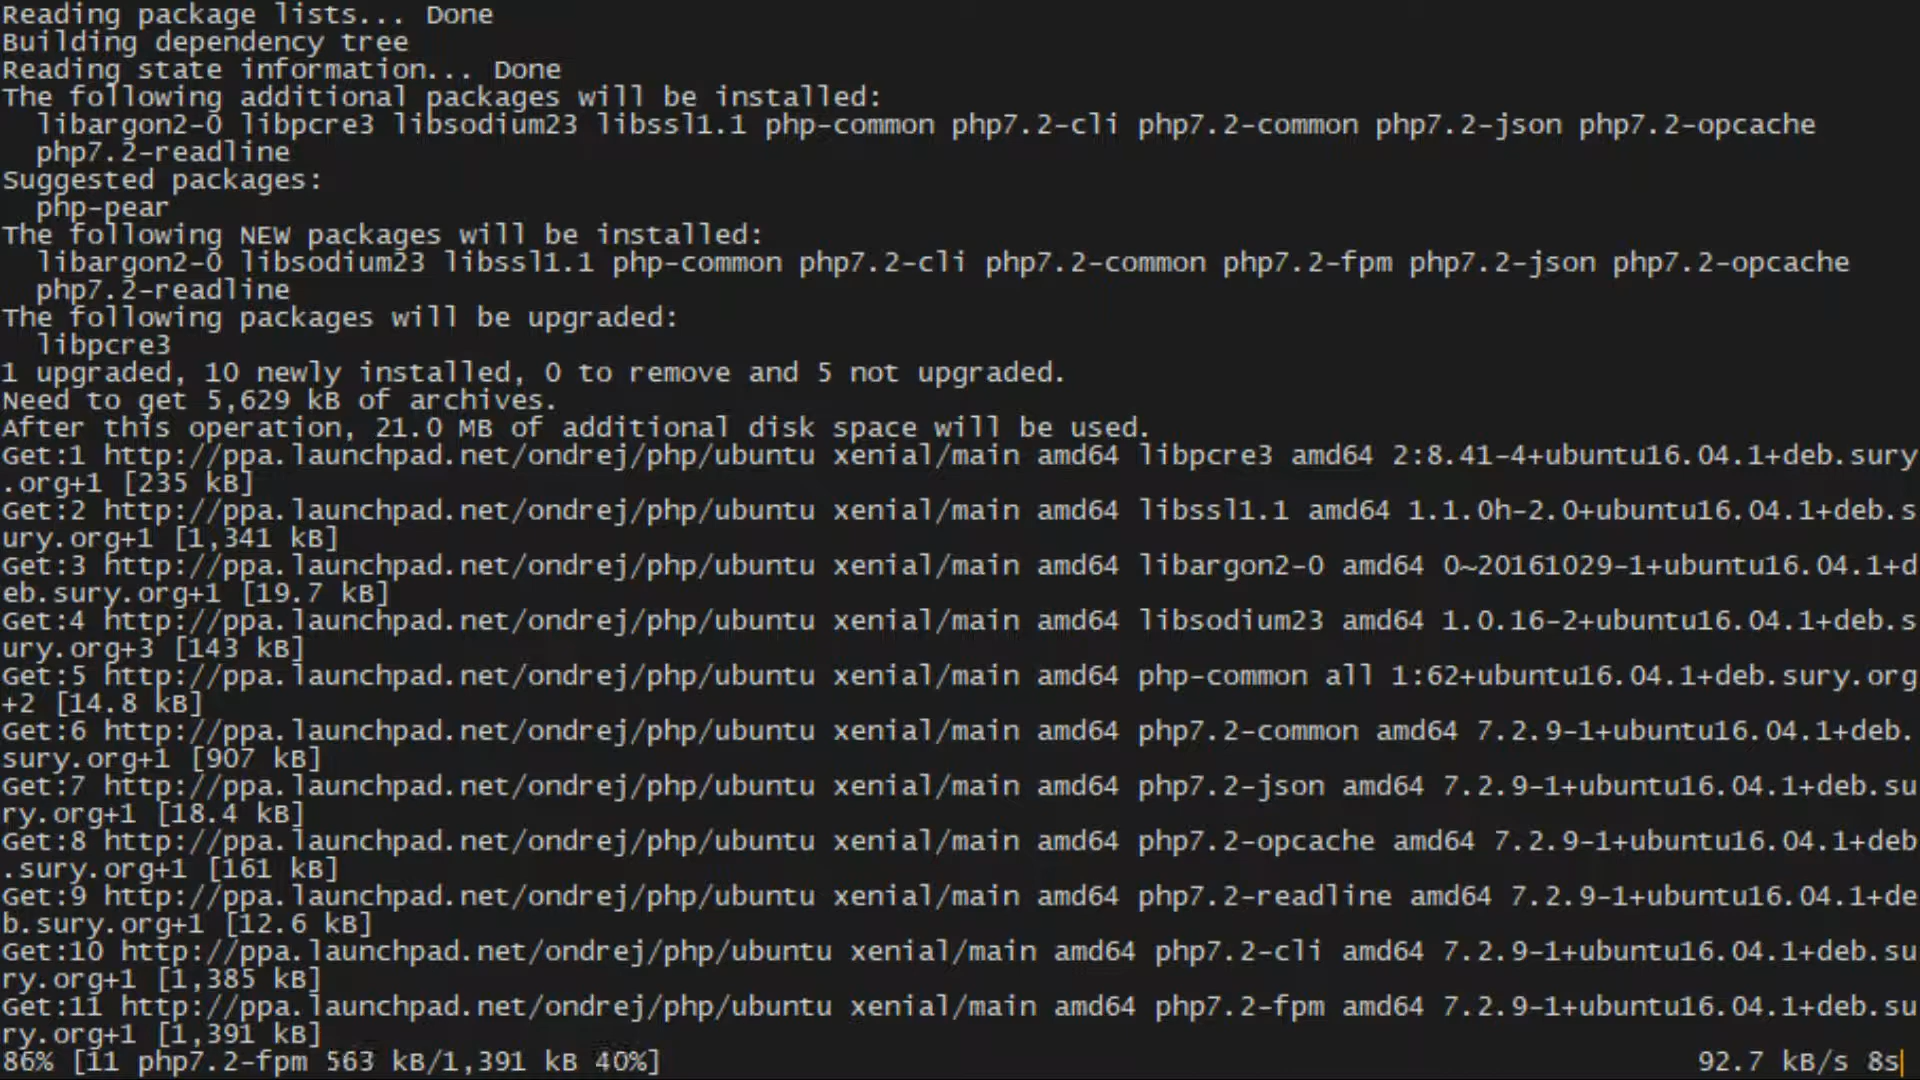 Reading package lists... Done
Building dependency tree
Reading state information... Done
The following additional packages will be installed:
  libargon2-0 libpcre3 libsodium23 libssl1.1 php-common php7.2-cli php7.2-common php7.2-json php7.2-opcache
  php7.2-readline
Suggested packages:
  php-pear
The following NEW packages will be installed:
  libargon2-0 libsodium23 libssl1.1 php-common php7.2-cli php7.2-common php7.2-fpm php7.2-json php7.2-opcache
  php7.2-readline
The following packages will be upgraded:
  libpcre3
1 upgraded, 10 newly installed, 0 to remove and 5 not upgraded.
Need to get 5,629 kB of archives.
After this operation, 21.0 MB of additional disk space will be used.
Get:1 http://ppa.launchpad.net/ondrej/php/ubuntu xenial/main amd64 libpcre3 amd64 2:8.41-4+ubuntu16.04.1+deb.sury
.org+1 [235 kB]
Get:2 http://ppa.launchpad.net/ondrej/php/ubuntu xenial/main amd64 libssl1.1 amd64 1.1.0h-2.0+ubuntu16.04.1+deb.s
ury.org+1 [1,341 kB]
Get:3 http://ppa.launchpad.net/ondrej/php/ubuntu xenial/main amd64 libargon2-0 amd64 0~20161029-1+ubuntu16.04.1+d
eb.sury.org+1 [19.7 kB]
Get:4 http://ppa.launchpad.net/ondrej/php/ubuntu xenial/main amd64 libsodium23 amd64 1.0.16-2+ubuntu16.04.1+deb.s
ury.org+3 [143 kB]
Get:5 http://ppa.launchpad.net/ondrej/php/ubuntu xenial/main amd64 php-common all 1:62+ubuntu16.04.1+deb.sury.org
+2 [14.8 kB]
Get:6 http://ppa.launchpad.net/ondrej/php/ubuntu xenial/main amd64 php7.2-common amd64 7.2.9-1+ubuntu16.04.1+deb.
sury.org+1 [907 kB]
Get:7 http://ppa.launchpad.net/ondrej/php/ubuntu xenial/main amd64 php7.2-json amd64 7.2.9-1+ubuntu16.04.1+deb.su
ry.org+1 [18.4 kB]
Get:8 http://ppa.launchpad.net/ondrej/php/ubuntu xenial/main amd64 php7.2-opcache amd64 7.2.9-1+ubuntu16.04.1+deb
.sury.org+1 [161 kB]
Get:9 http://ppa.launchpad.net/ondrej/php/ubuntu xenial/main amd64 php7.2-readline amd64 7.2.9-1+ubuntu16.04.1+de
b.sury.org+1 [12.6 kB]
Get:10 http://ppa.launchpad.net/ondrej/php/ubuntu xenial/main amd64 php7.2-cli amd64 7.2.9-1+ubuntu16.04.1+deb.su
ry.org+1 [1,385 kB]
Get:11 http://ppa.launchpad.net/ondrej/php/ubuntu xenial/main amd64 php7.2-fpm amd64 7.2.9-1+ubuntu16.04.1+deb.su
ry.org+1 [1,391 kB]
86% [11 php7.2-fpm 563 kB/1,391 kB 40%] 92.7 kB/s 8s